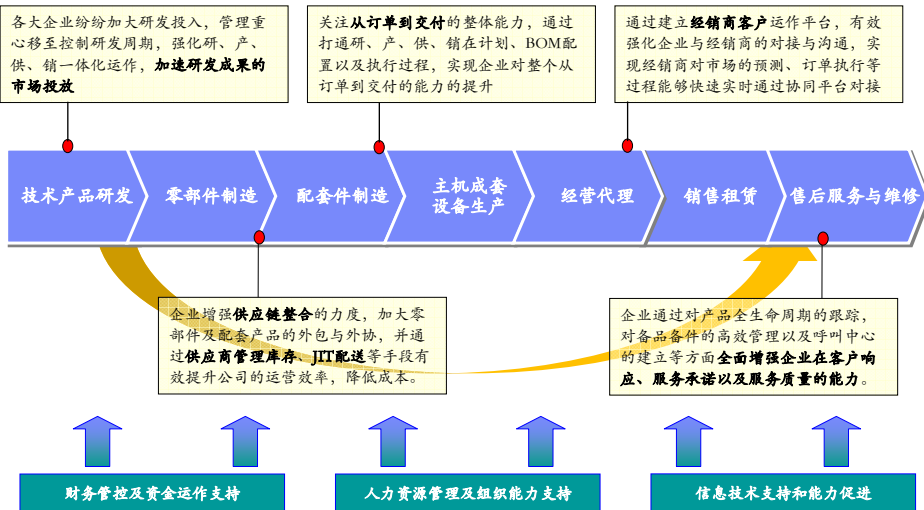 各大企业纷纷加大研发投入，管理重
心移至控制研发周期，强化研、产、
供、销一体化运作，加速研发成果的
市场投放
关注从订单到交付的整体能力，通过
打通研、产、供、销在计划、BOM配
置以及执行过程，实现企业对整个从
订单到交付的能力的提升
通过建立经销商客户运作平台，有效
强化企业与经销商的对接与沟通，实
现经销商对市场的预测、订单执行等
过程能够快速实时通过协同平台对接
技术产品研发
零部件制造
配套件制造
主机成套
设备生产
经营代理
销售租赁
售后服务与维修
企业增强供应链整合的力度，加大零
部件及配套产品的外包与外协，并通
过供应商管理库存、JIT配送等手段有
效提升公司的运营效率，降低成本。
企业通过对产品全生命周期的跟踪，
对备品备件的高效管理以及呼叫中心
的建立等方面全面增强企业在客户响
应、服务承诺以及服务质量的能力。
财务管控及资金运作支持
人力资源管理及组织能力支持
信息技术支持和能力促进